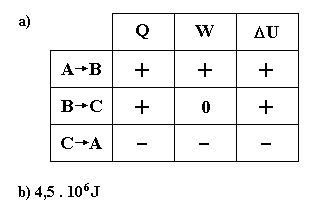 a)
Q W ΔU
A→B + + +
B→C + 0 +
C→A − − −
b) 4,5 . 10⁶ J